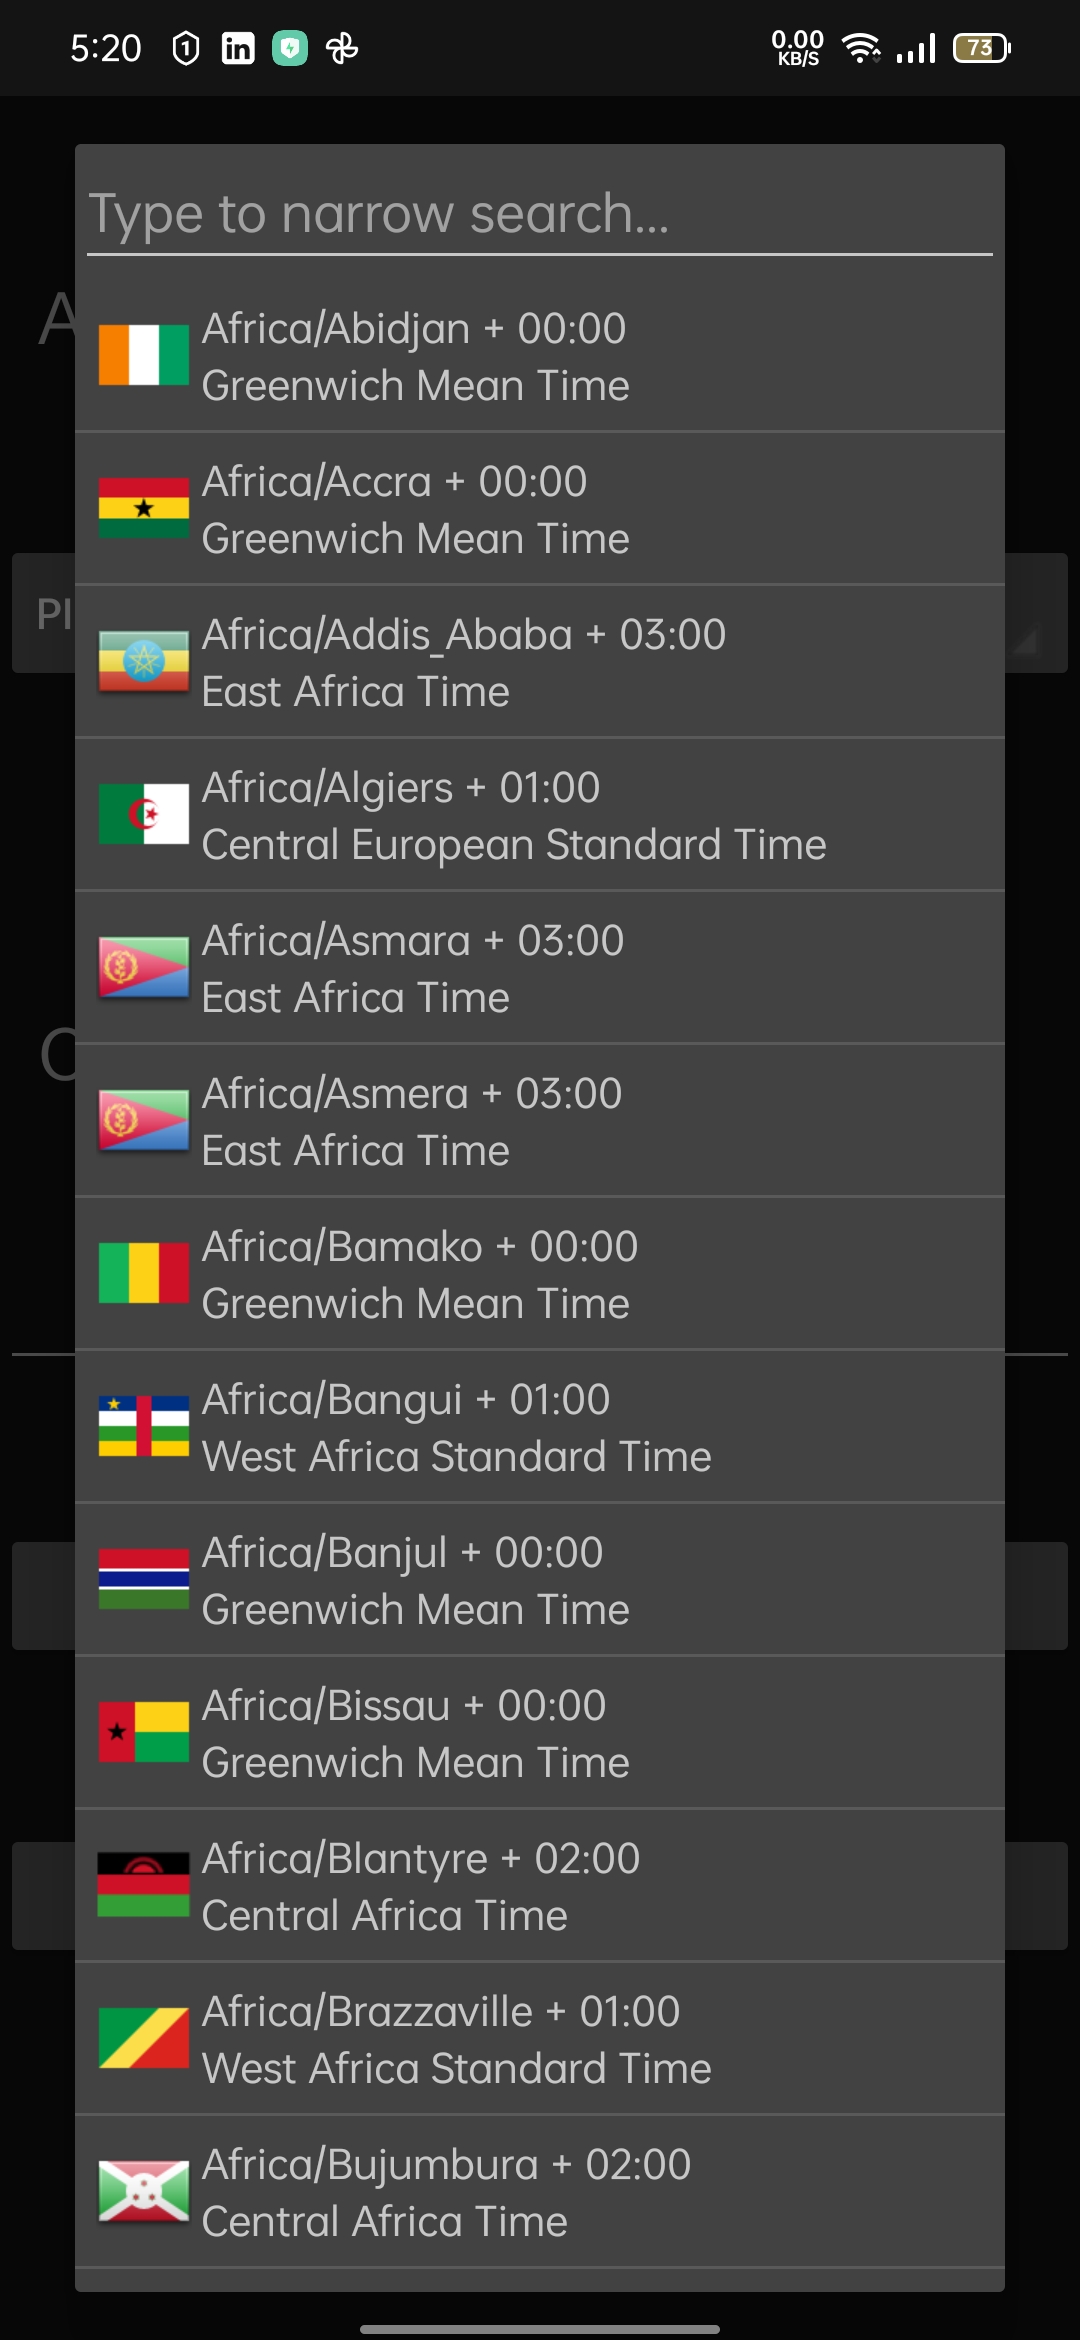 5:20
0.00
KB/S
73
Type to narrow search...
A
Africa/Abidjan + 00:00
Greenwich Mean Time
Africa/Accra + 00:00
Greenwich Mean Time
Pl
Africa/Addis_Ababa + 03:00
East Africa Time
Africa/Algiers + 01:00
Central European Standard Time
Africa/Asmara + 03:00
East Africa Time
Africa/Asmera + 03:00
East Africa Time
Africa/Bamako + 00:00
Greenwich Mean Time
Africa/Bangui + 01:00
West Africa Standard Time
Africa/Banjul + 00:00
Greenwich Mean Time
Africa/Bissau + 00:00
Greenwich Mean Time
Africa/Blantyre + 02:00
Central Africa Time
Africa/Brazzaville + 01:00
West Africa Standard Time
Africa/Bujumbura + 02:00
Central Africa Time